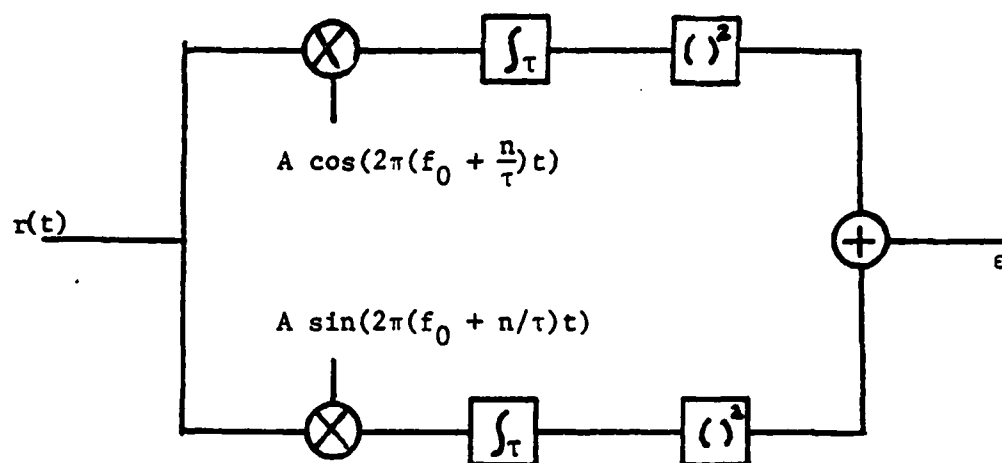 ∫τ
( )²
A cos(2π(f₀ + n/τ)t)
r(t)
+
ε
A sin(2π(f₀ + n/τ)t)
∫τ
( )²